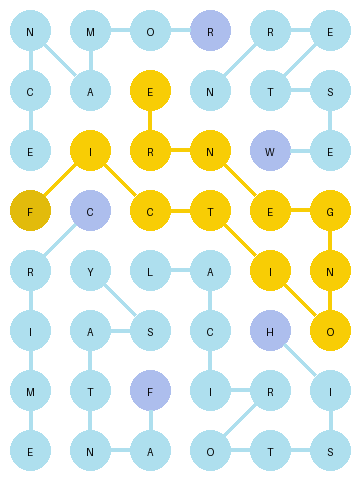 N M O R R E
C A E N T S
E I R N W E
F C C T E G
R Y L A I N
I A S C H O
M T F I R I
E N A O T S